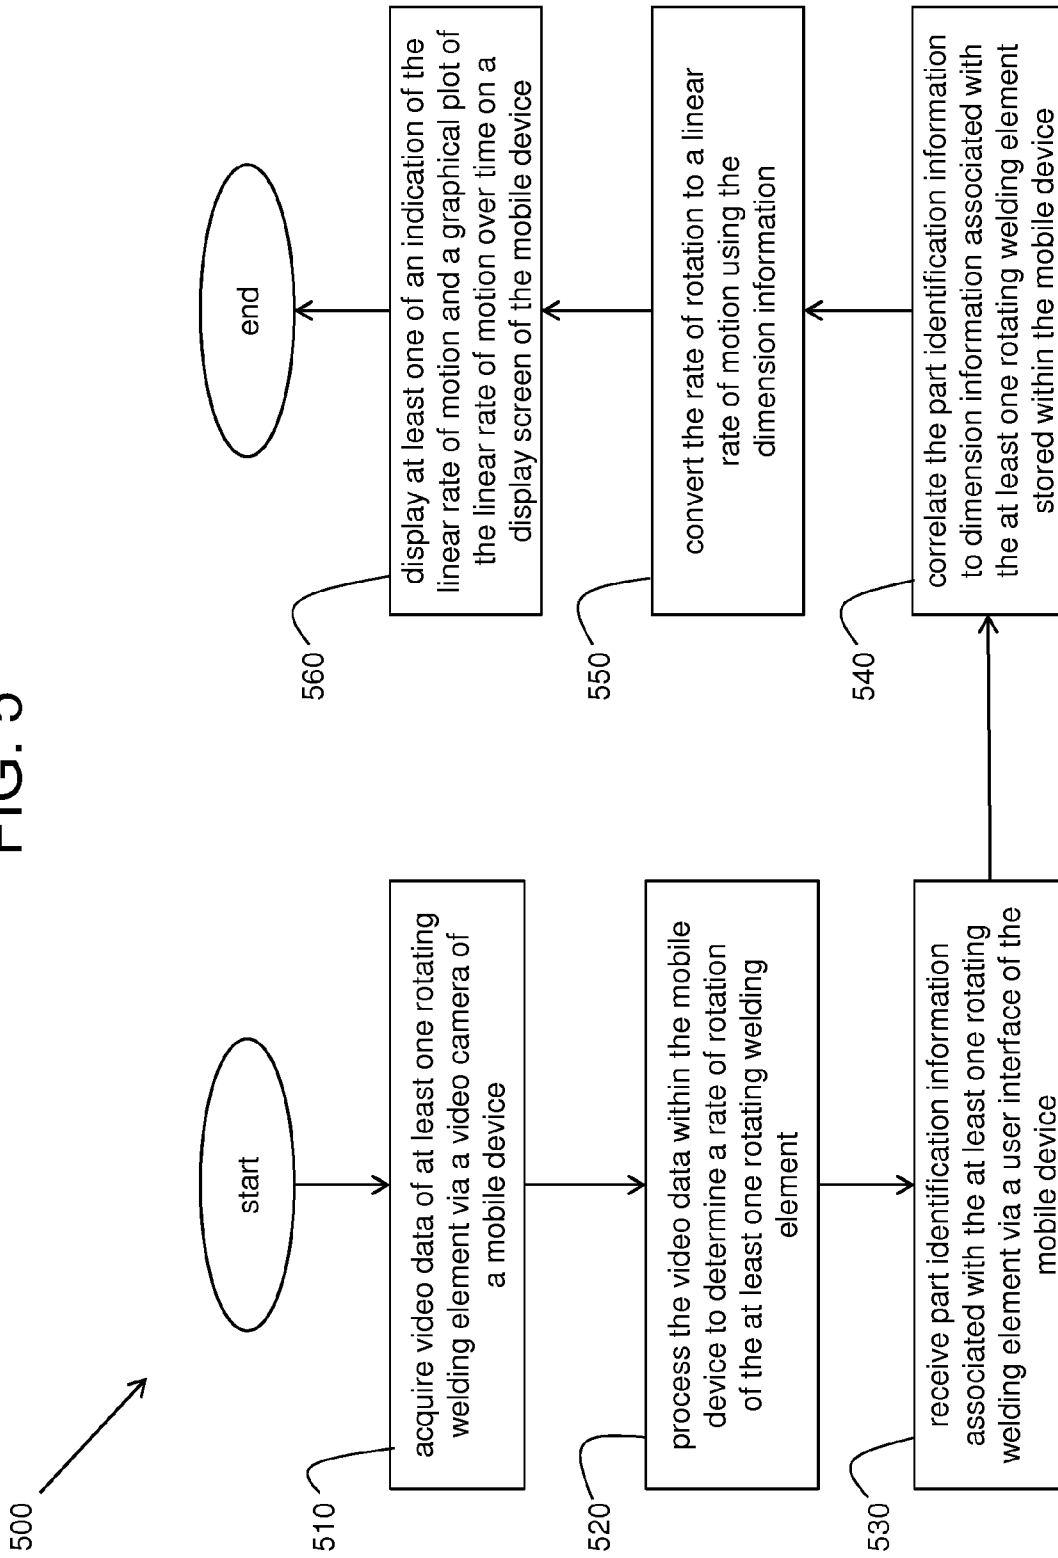 FIG. 5
500
start
510
acquire video data of at least one rotating
welding element via a video camera of
a mobile device
520
process the video data within the mobile
device to determine a rate of rotation
of the at least one rotating welding
element
530
receive part identification information
associated with the at least one rotating
welding element via a user interface of the
mobile device
540
correlate the part identification information
to dimension information associated with
the at least one rotating welding element
stored within the mobile device
550
convert the rate of rotation to a linear
rate of motion using the
dimension information
560
display at least one of an indication of the
linear rate of motion and a graphical plot of
the linear rate of motion over time on a
display screen of the mobile device
end